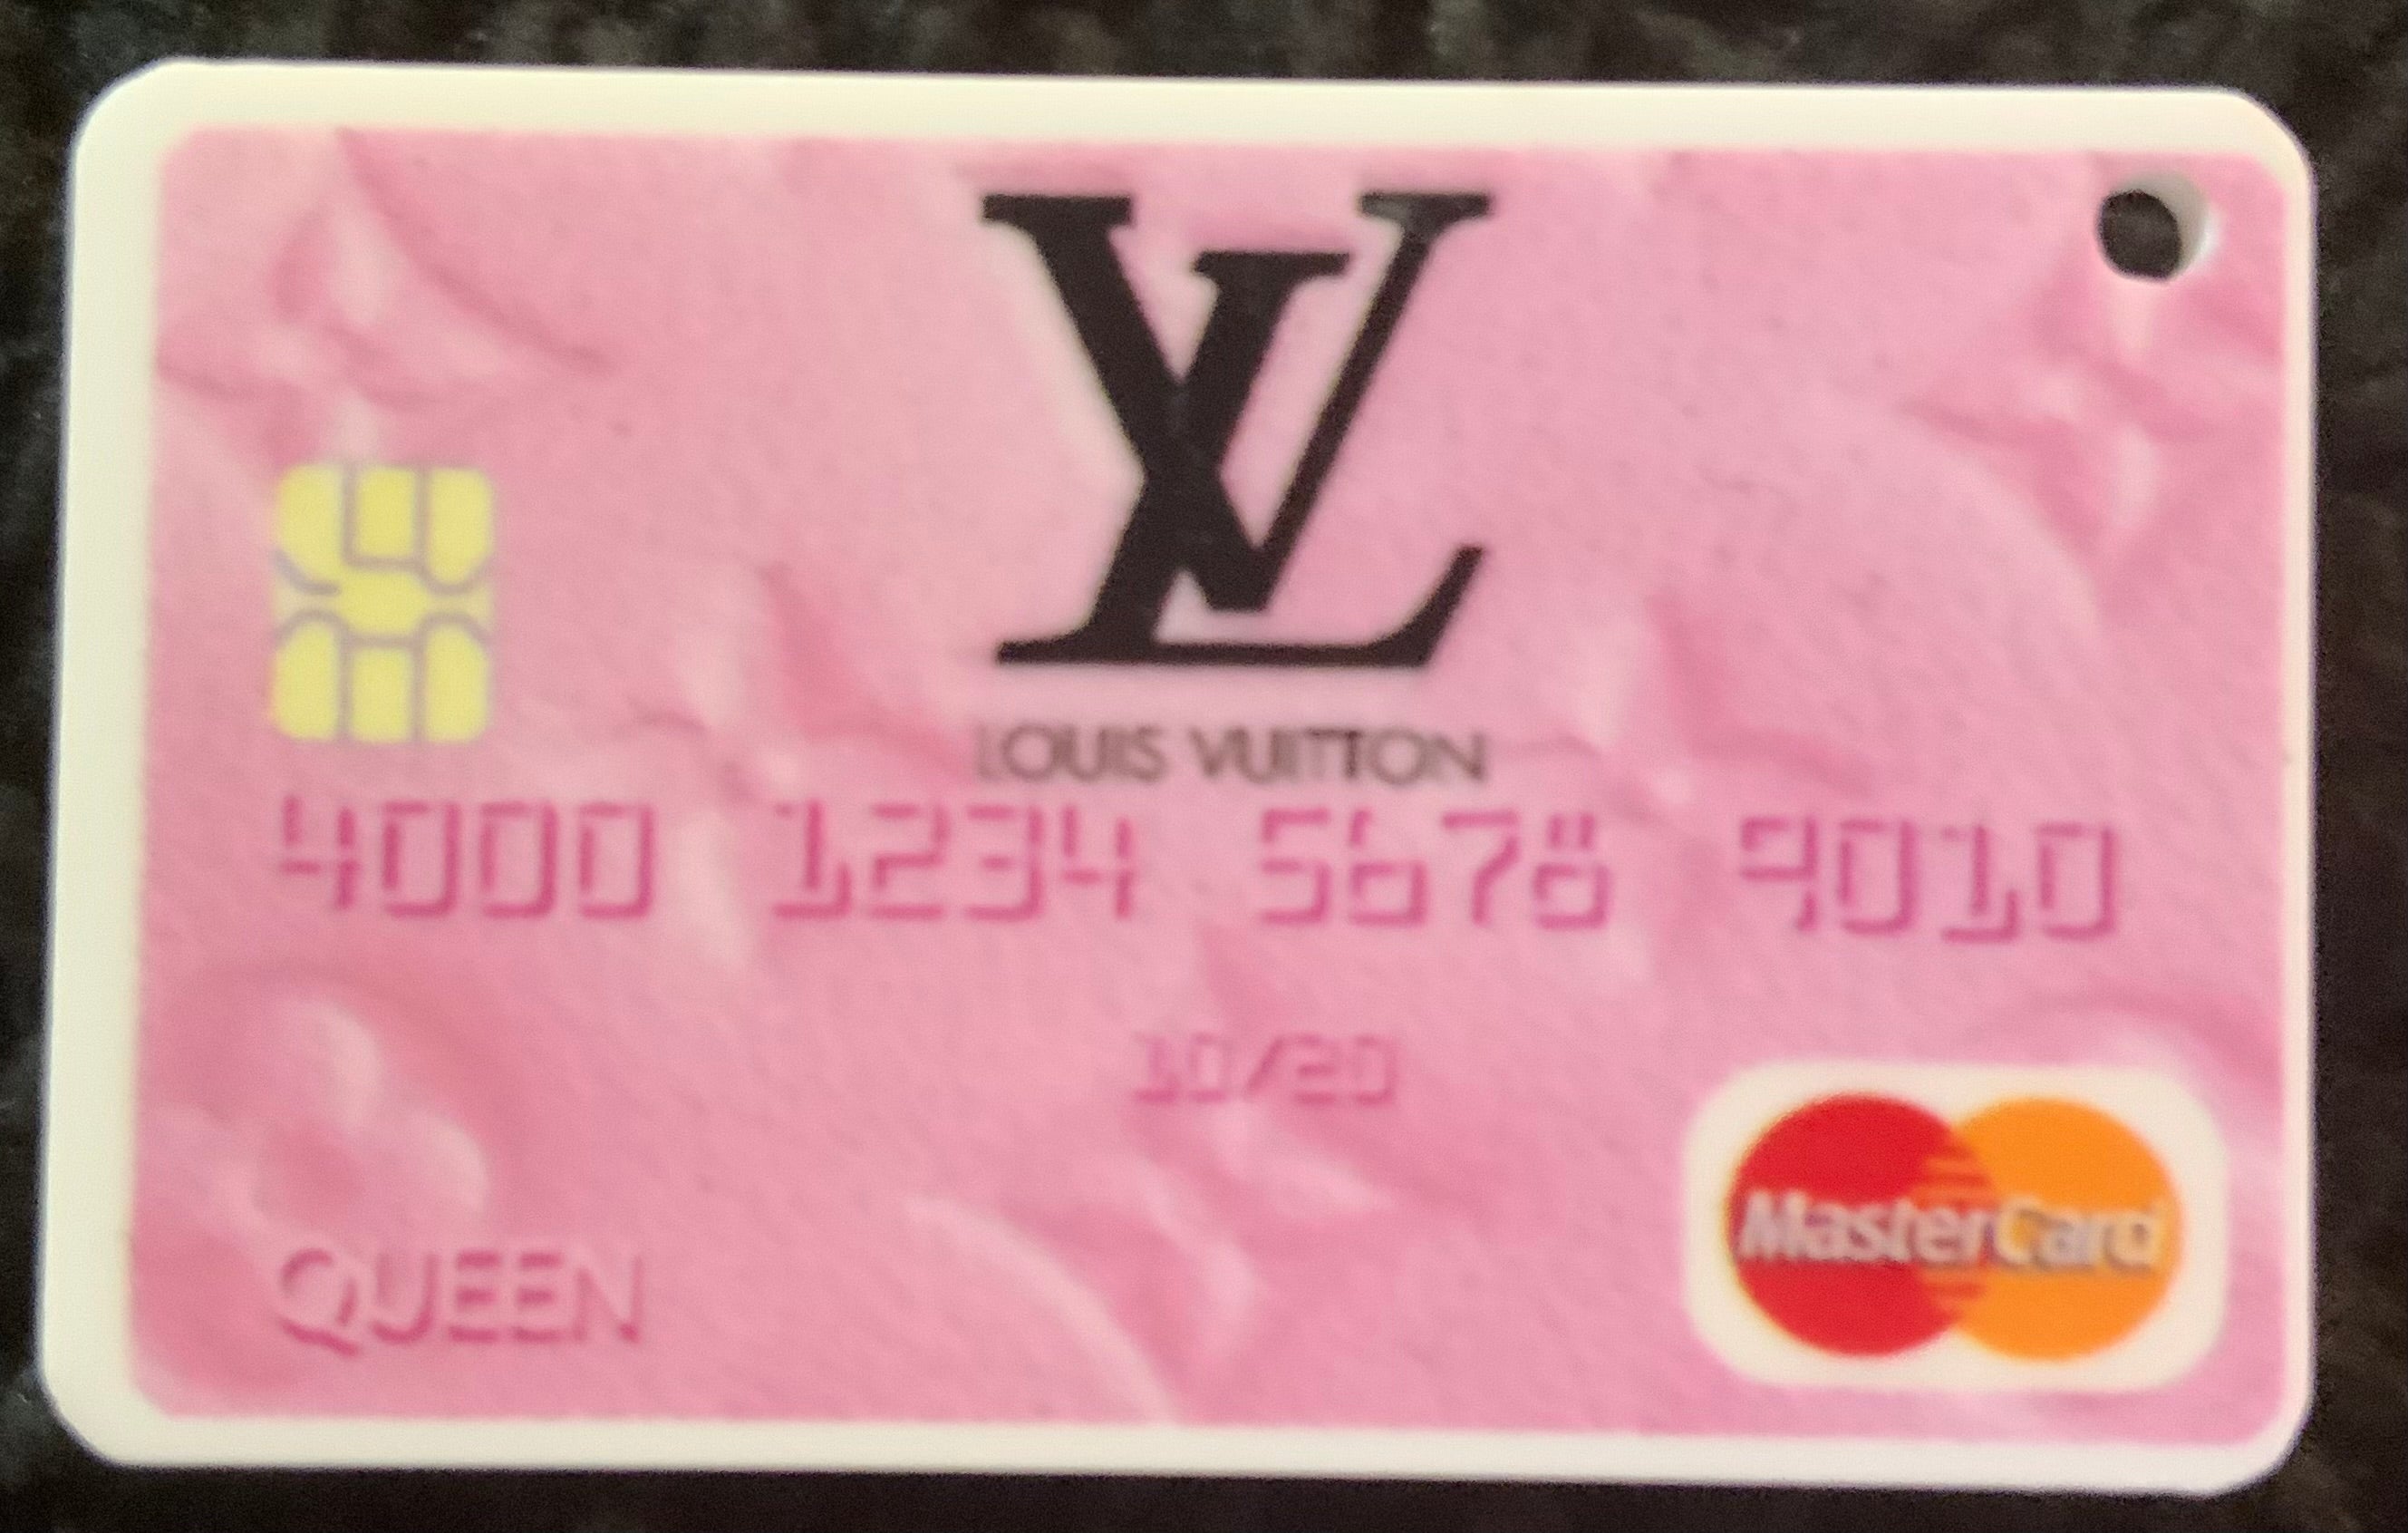 LV
LOUIS VUITTON
4000 1234 5678 9010
10/20
QUEEN
MasterCard